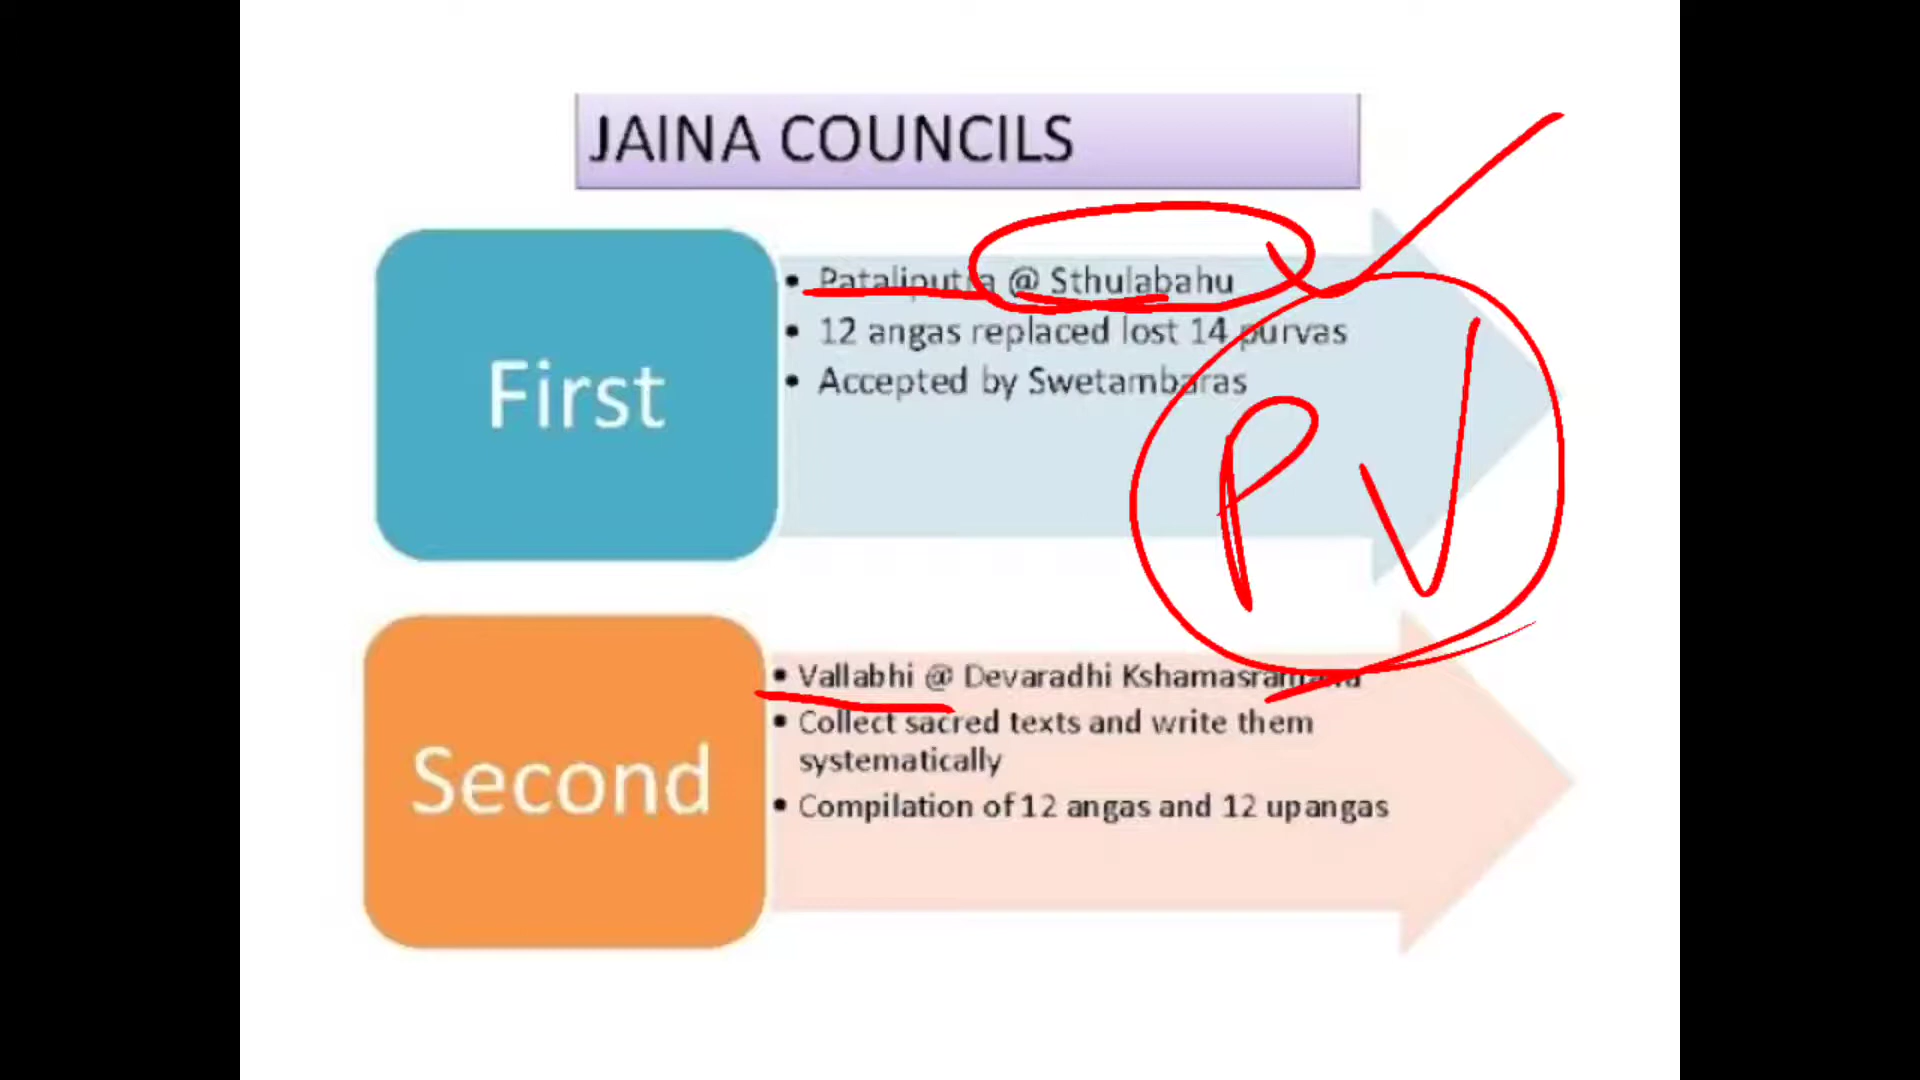 JAINA COUNCILS
First
• Pataliputra @ Sthulabahu
• 12 angas replaced lost 14 purvas
• Accepted by Swetambaras
PV
Second
• Vallabhi @ Devaradhi Kshamasramana
• Collect sacred texts and write them
systematically
• Compilation of 12 angas and 12 upangas